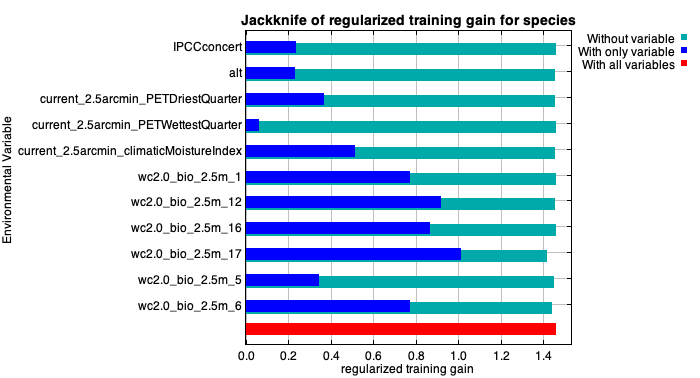 Jackknife of regularized training gain for species
Without variable
With only variable
With all variables
Environmental Variable
IPCCconcert
alt
current_2.5arcmin_PETDriestQuarter
current_2.5arcmin_PETWettestQuarter
current_2.5arcmin_climaticMoistureIndex
wc2.0_bio_2.5m_1
wc2.0_bio_2.5m_12
wc2.0_bio_2.5m_16
wc2.0_bio_2.5m_17
wc2.0_bio_2.5m_5
wc2.0_bio_2.5m_6
0.0 0.2 0.4 0.6 0.8 1.0 1.2 1.4
regularized training gain